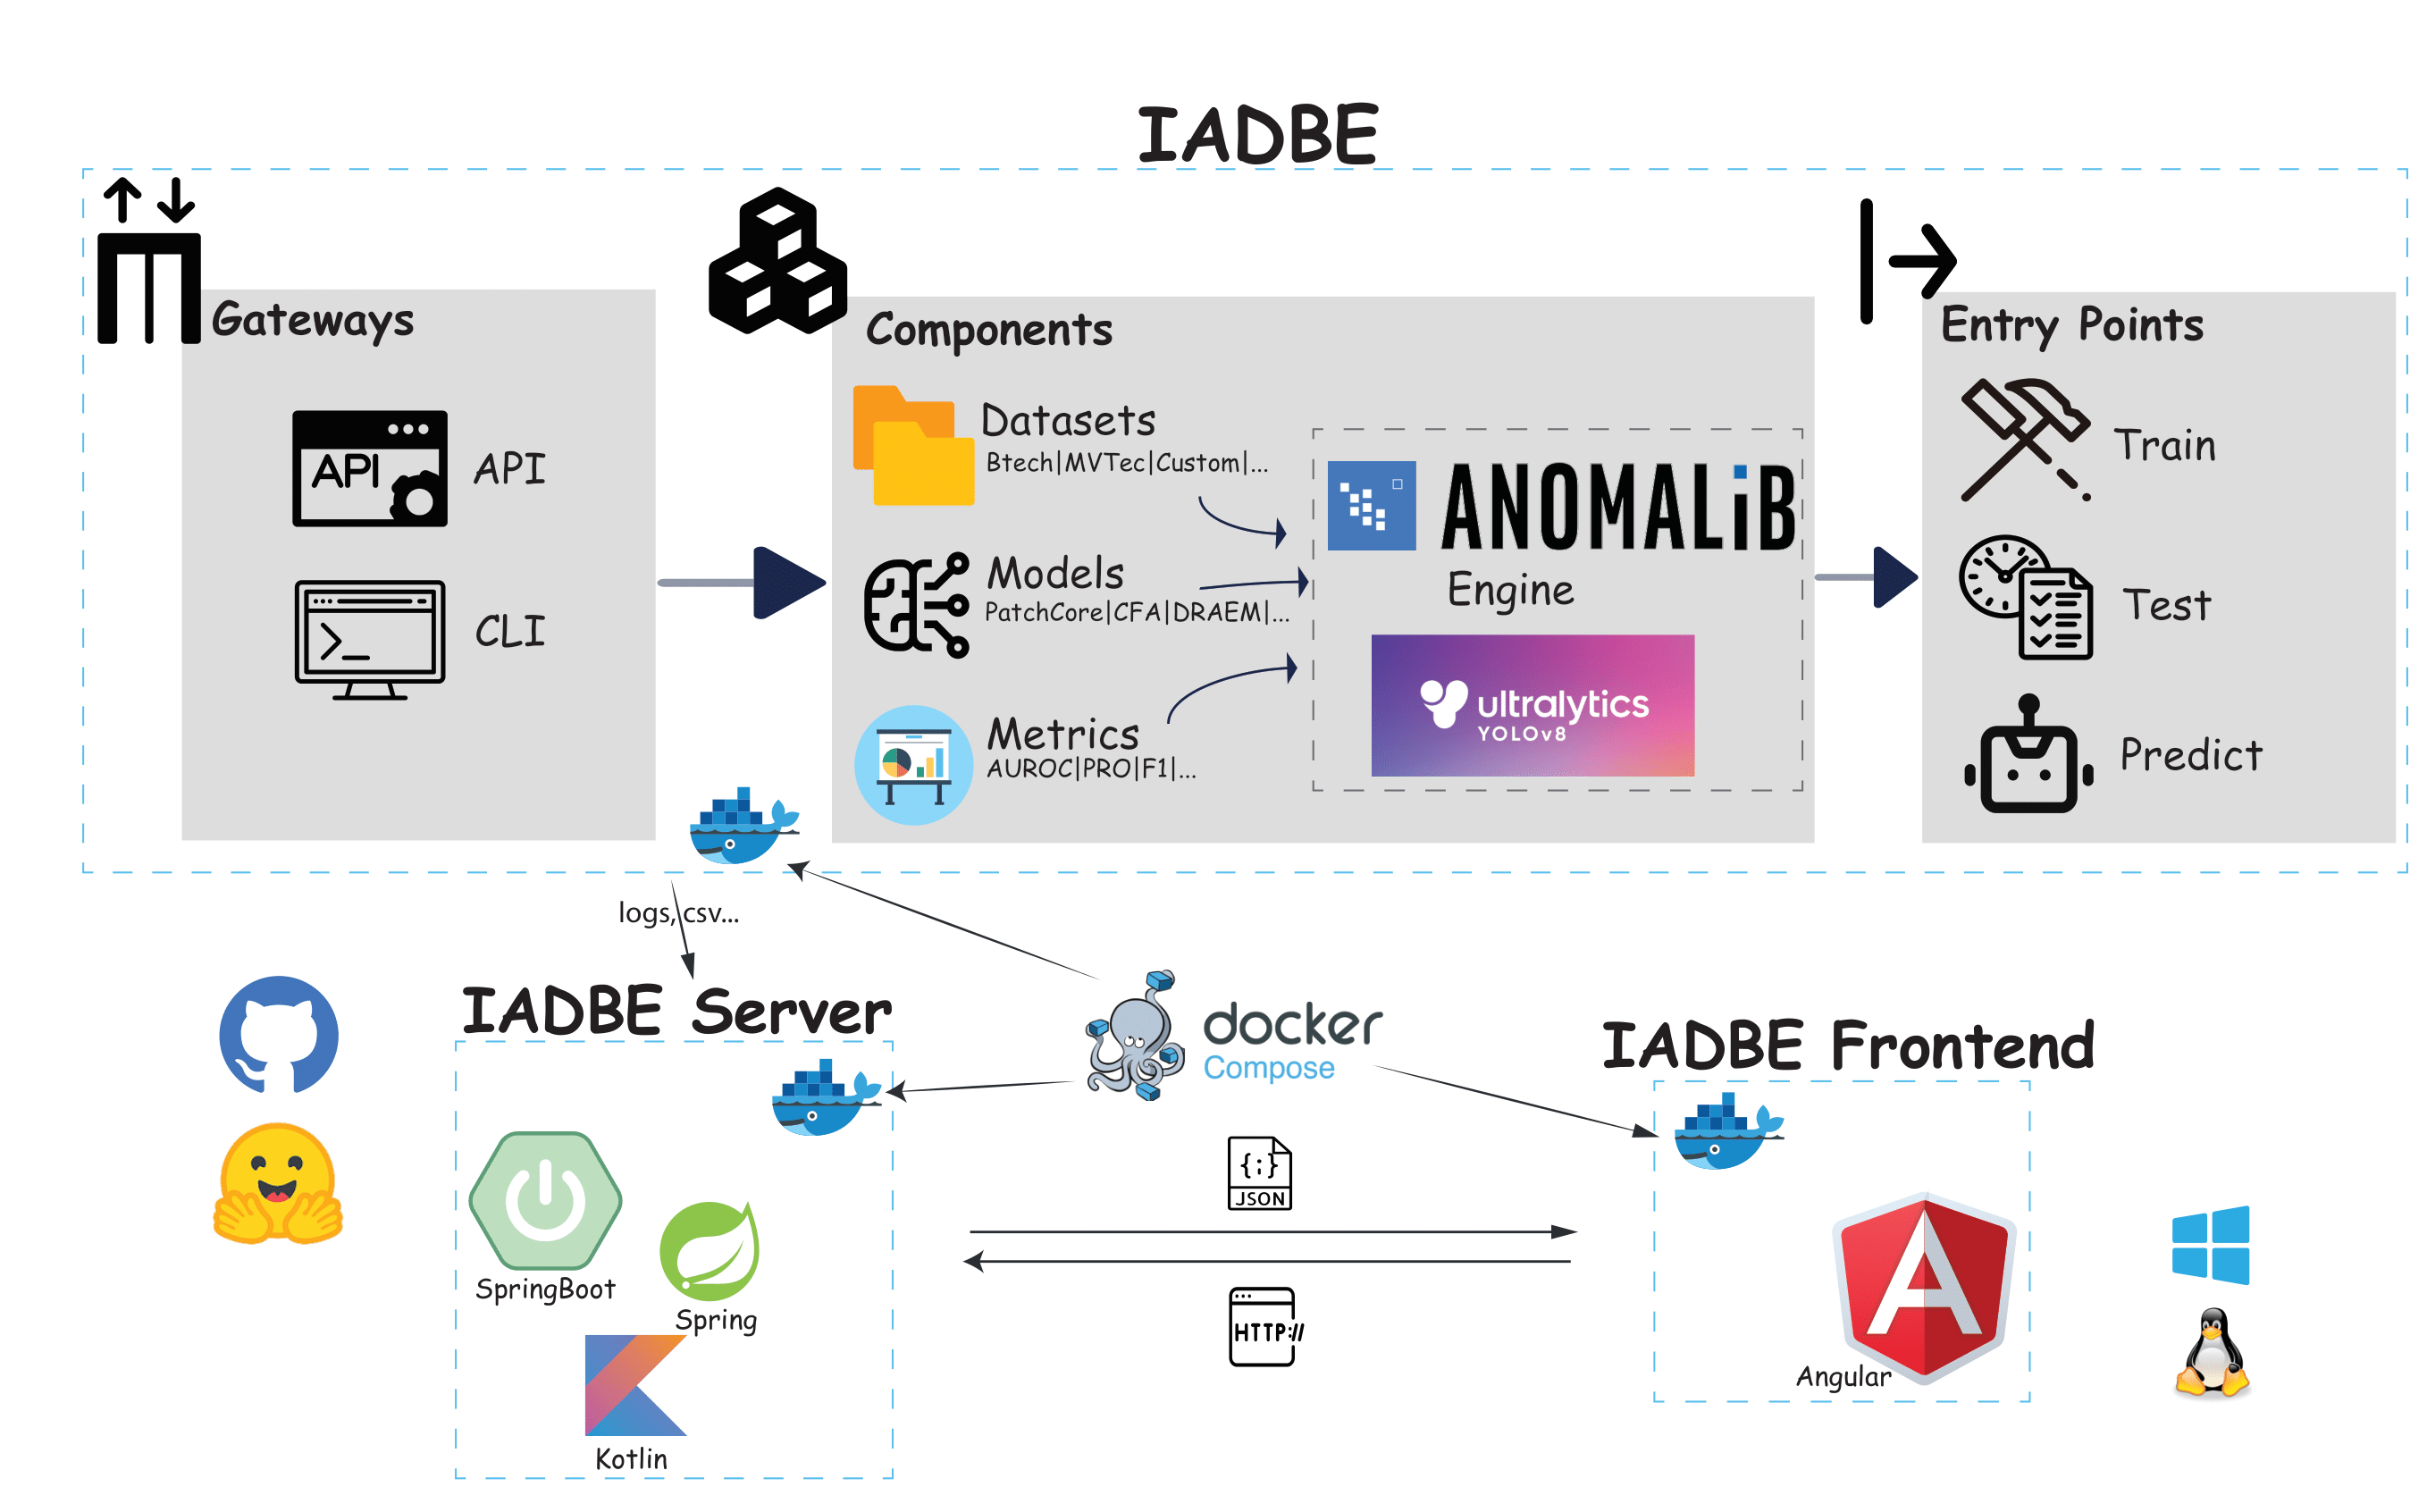 IADBE
Gateways
API
API
CLI
Components
Datasets
Btech|MVTec|Custom|...
Models
PatchCore|CFA|DRAEM|...
Metrics
AUROC|PRO|F1|...
ANOMALiB
Engine
ultralytics
YOLOv8
Entry Points
Train
Test
Predict
logs, csv...
IADBE Server
SpringBoot
Spring
Kotlin
docker
Compose
{;}
JSON
HTTP://
IADBE Frontend
Angular